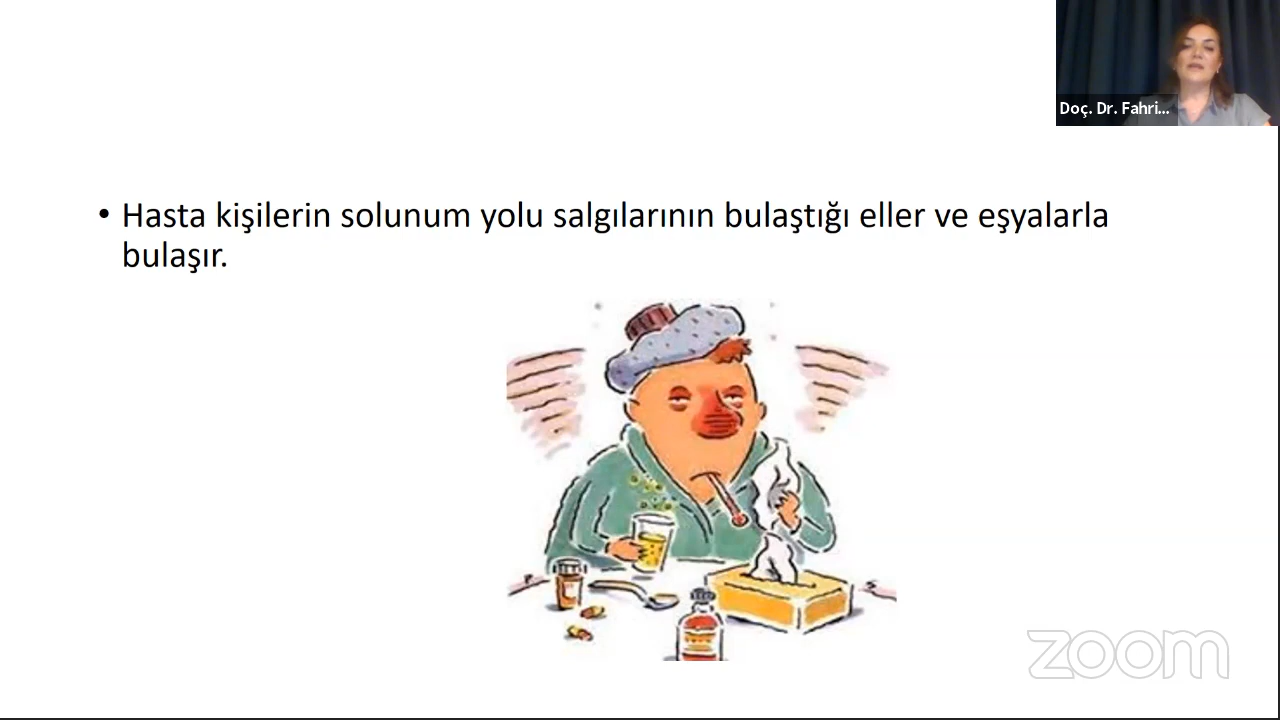 Doç. Dr. Fahri...
• Hasta kişilerin solunum yolu salgılarının bulaştığı eller ve eşyalarla
bulaşır.
zoom